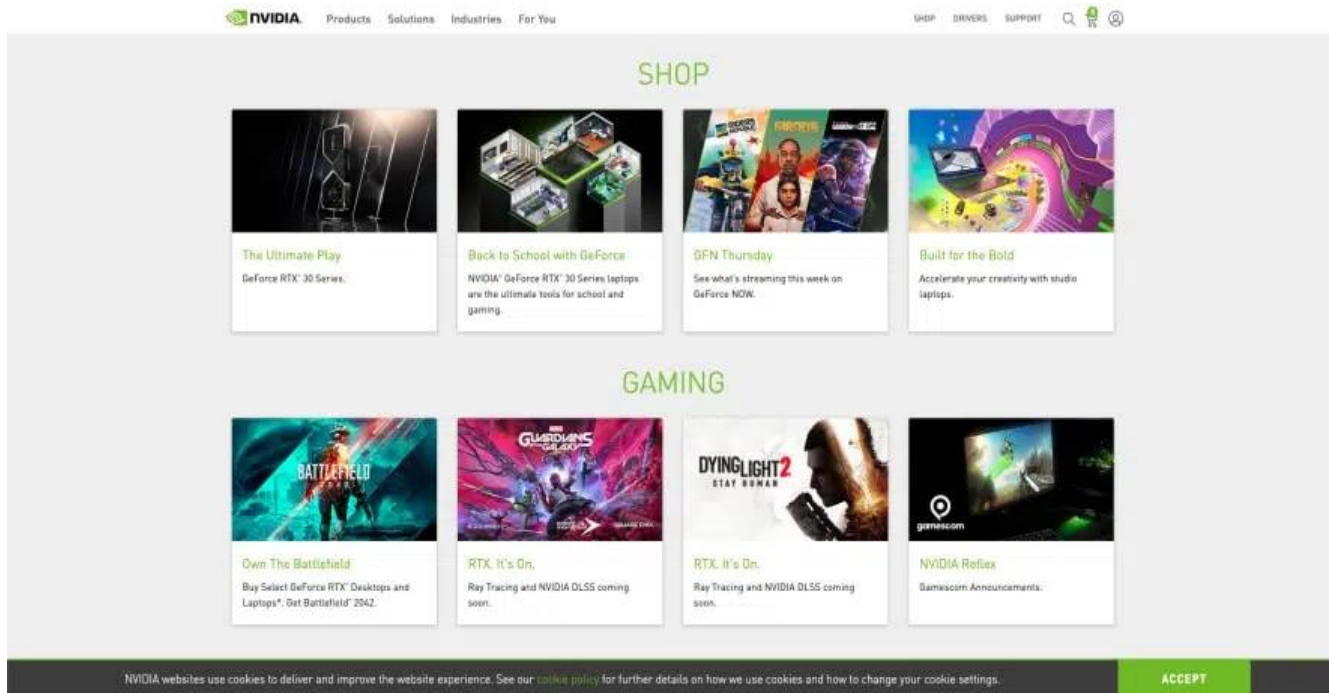 NVIDIA.
Products Solutions Industries For You
SHOP DRIVERS SUPPORT
SHOP
The Ultimate Play
GeForce RTX™ 30 Series.
Back to School with GeForce
NVIDIA® GeForce RTX™ 30 Series laptops
are the ultimate tools for school and
gaming.
GFN Thursday
See what's streaming this week on
GeForce NOW.
Built for the Bold
Accelerate your creativity with studio
laptops.
GAMING
BATTLEFIELD
Own The Battlefield
Buy Select GeForce RTX™ Desktops and
Laptops*. Get Battlefield™ 2042.
GUARDIANS
GALAXY
SQUARE ENIX
RTX. It's On.
Ray Tracing and NVIDIA DLSS coming
soon.
DYING LIGHT 2
STAY HUMAN
RTX. It's On.
Ray Tracing and NVIDIA DLSS coming
soon.
gamescom
NVIDIA Reflex
Gamescom Announcements.
NVIDIA websites use cookies to deliver and improve the website experience. See our cookie policy for further details on how we use cookies and how to change your cookie settings.
ACCEPT